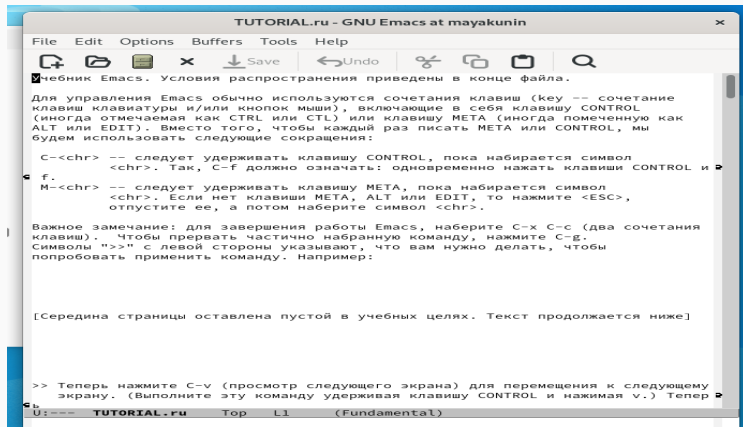 TUTORIAL.ru - GNU Emacs at mayakunin
File Edit Options Buffers Tools Help
Save Undo
Учебник Emacs. Условия распространения приведены в конце файла.
Для управления Emacs обычно используются сочетания клавиш (key -- сочетание
клавиш клавиатуры и/или кнопок мыши), включающие в себя клавишу CONTROL
(иногда отмечаемая как CTRL или CTL) или клавишу META (иногда помеченную как
ALT или EDIT). Вместо того, чтобы каждый раз писать META или CONTROL, мы
будем использовать следующие сокращения:
C-<chr> -- следует удерживать клавишу CONTROL, пока набирается символ
<chr>. Так, C-f должно означать: одновременно нажать клавиши CONTROL и
f.
M-<chr> -- следует удерживать клавишу META, пока набирается символ
<chr>. Если нет клавиши META, ALT или EDIT, то нажмите <ESC>,
отпустите ее, а потом наберите символ <chr>.
Важное замечание: для завершения работы Emacs, наберите C-x C-c (два сочетания
клавиш). Чтобы прервать частично набранную команду, нажмите C-g.
Символы ">>" с левой стороны указывают, что вам нужно делать, чтобы
попробовать применить команду. Например:
[Середина страницы оставлена пустой в учебных целях. Текст продолжается ниже]
>> Теперь нажмите C-v (просмотр следующего экрана) для перемещения к следующему
экрану. (Выполните эту команду удерживая клавишу CONTROL и нажимая v.) Тепер
ь
U:--- TUTORIAL.ru Top L1 (Fundamental)